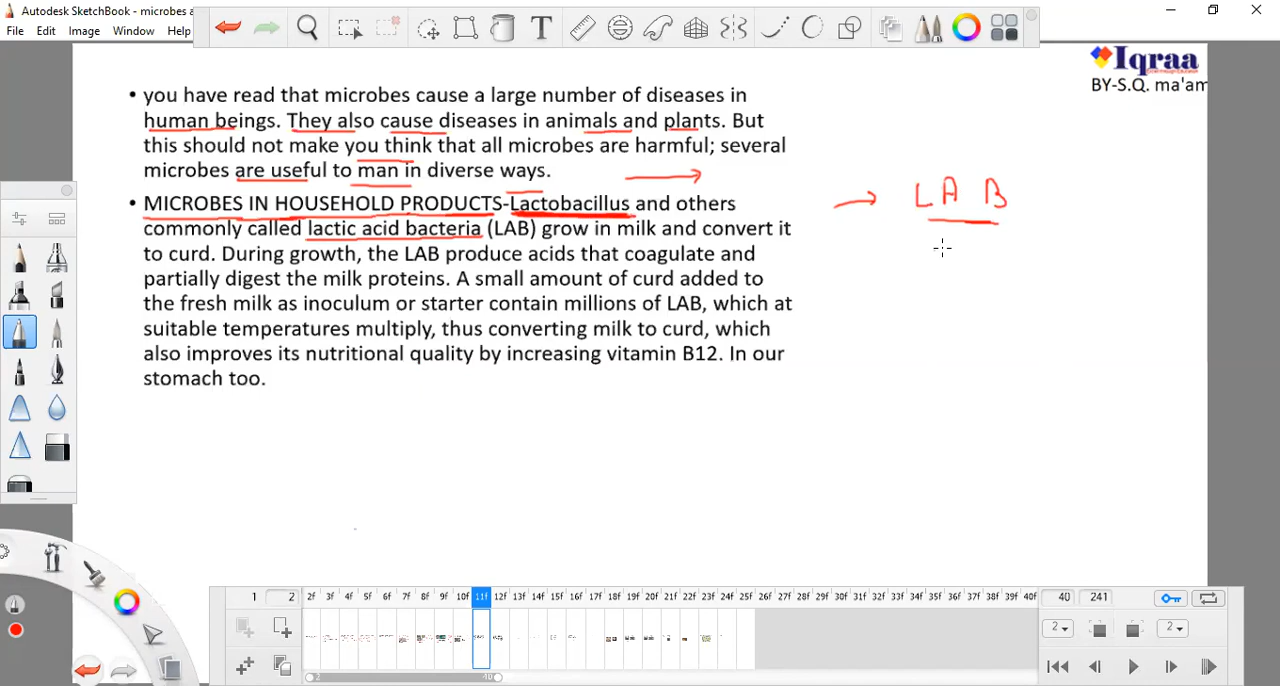 Autodesk SketchBook - microbes a
File Edit Image Window Help
Iqraa
BY-S.Q. ma'am
• you have read that microbes cause a large number of diseases in
human beings. They also cause diseases in animals and plants. But
this should not make you think that all microbes are harmful; several
microbes are useful to man in diverse ways.
• MICROBES IN HOUSEHOLD PRODUCTS-Lactobacillus and others
commonly called lactic acid bacteria (LAB) grow in milk and convert it
to curd. During growth, the LAB produce acids that coagulate and
partially digest the milk proteins. A small amount of curd added to
the fresh milk as inoculum or starter contain millions of LAB, which at
suitable temperatures multiply, thus converting milk to curd, which
also improves its nutritional quality by increasing vitamin B12. In our
stomach too.
→ LAB
1 2 2f 3f 4f 5f 6f 7f 8f 9f 10f 11f 12f 13f 14f 15f 16f 17f 18f 19f 20f 21f 22f 23f 24f 25f 26f 27f 28f 29f 30f 31f 32f 33f 34f 35f 36f 37f 38f 39f 40f 40 241
2 2
2 -10